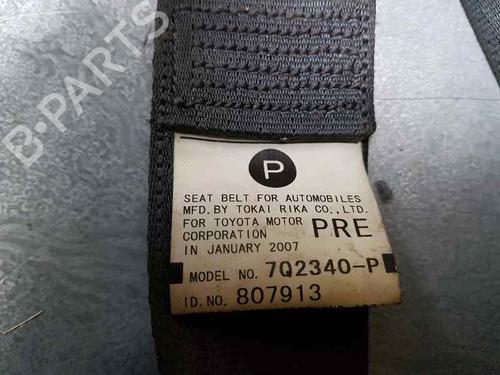 B-PARTS
P
SEAT BELT FOR AUTOMOBILES
MFD. BY TOKAI RIKA CO., LTD.
FOR TOYOTA MOTOR
CORPORATION PRE
IN JANUARY 2007
MODEL NO. 7Q2340-P
ID.NO. 807913